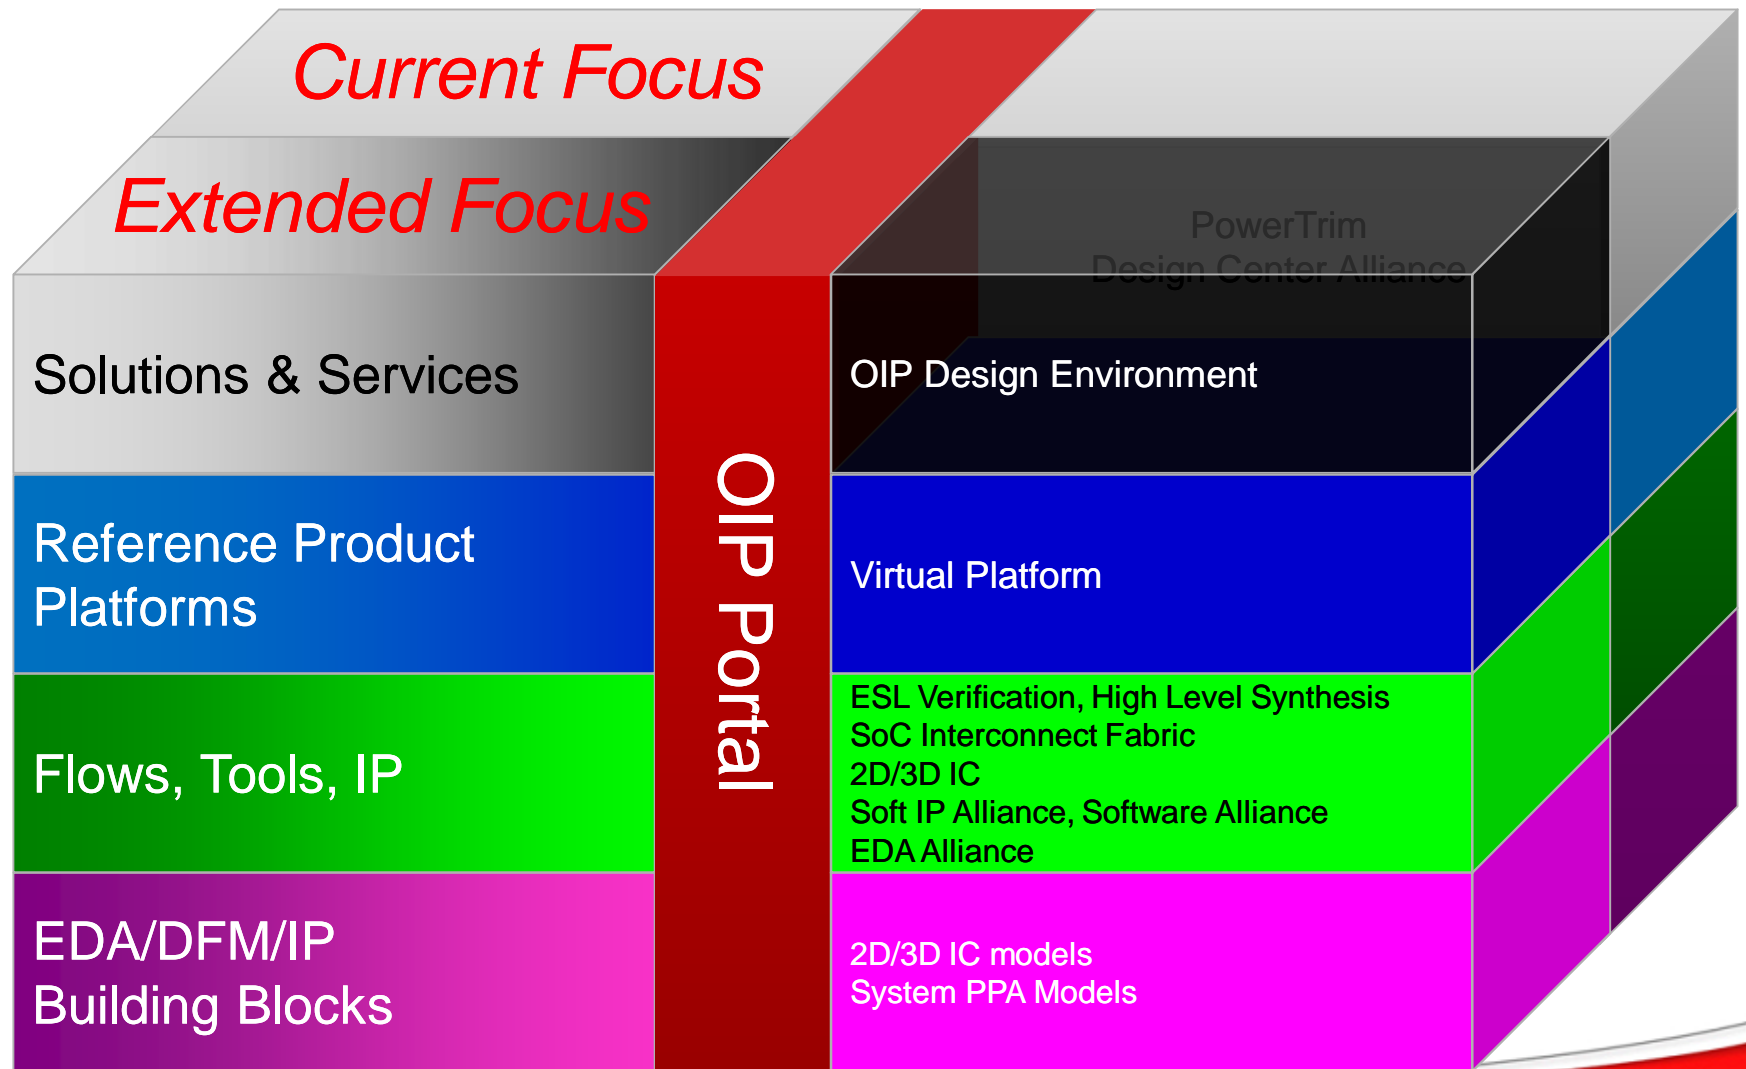 Current Focus
Extended Focus
PowerTrim
Design Center Alliance
Solutions & Services
OIP Design Environment
Reference Product
Platforms
OIP Portal
Virtual Platform
Flows, Tools, IP
ESL Verification, High Level Synthesis
SoC Interconnect Fabric
2D/3D IC
Soft IP Alliance, Software Alliance
EDA Alliance
EDA/DFM/IP
Building Blocks
2D/3D IC models
System PPA Models